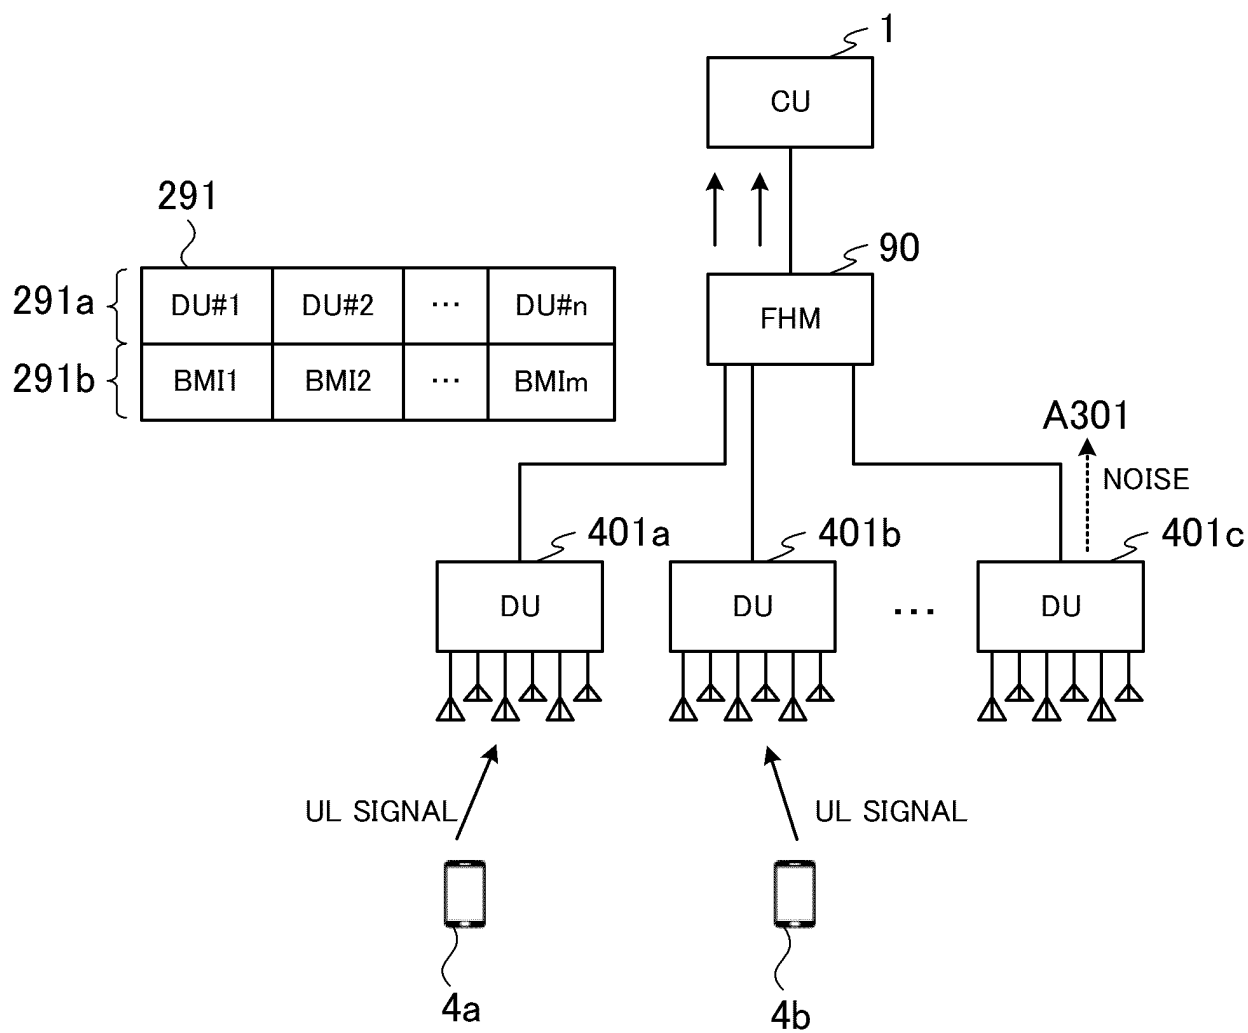 1
CU
291
90
291a
DU#1 DU#2 ... DU#n
FHM
291b
BMI1 BMI2 ... BMIm
A301
NOISE
401a 401b 401c
DU DU ... DU
UL SIGNAL UL SIGNAL
4a 4b